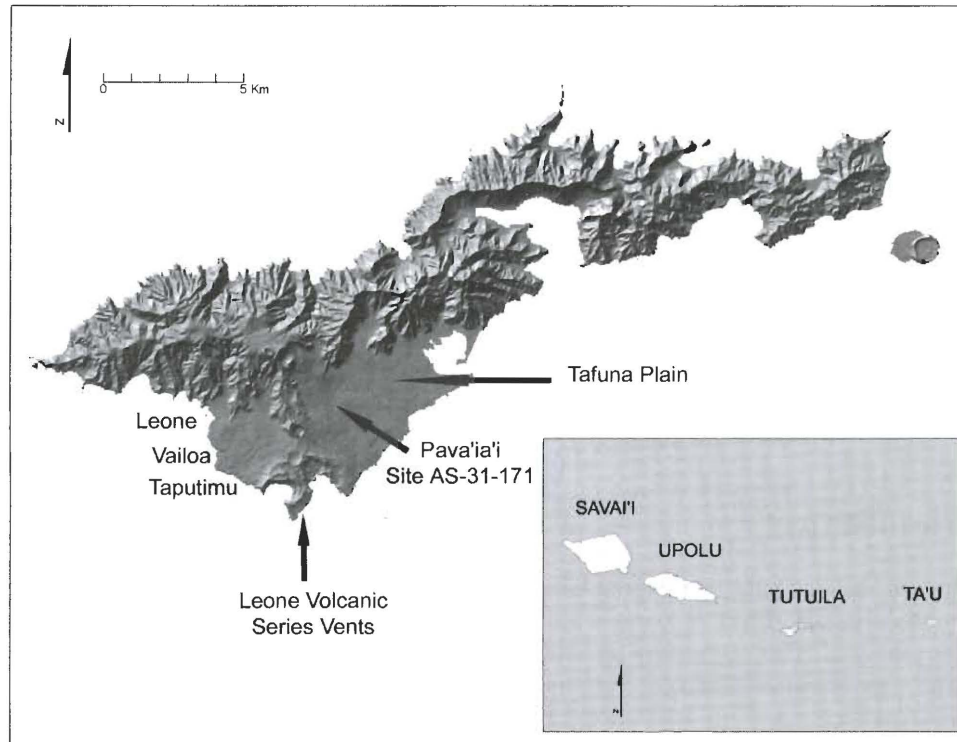 N
0 5 Km
Tafuna Plain
Leone
Vailoa
Taputimu
Pava'ia'i
Site AS-31-171
Leone Volcanic
Series Vents
SAVAI'I
UPOLU
TUTUILA
TA'U
N